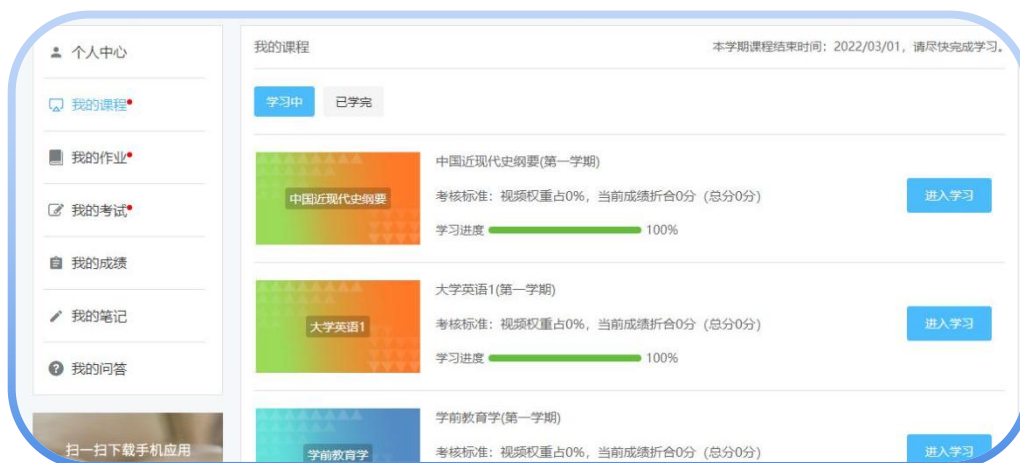 个人中心
我的课程
我的作业
我的考试
我的成绩
我的笔记
我的问答
扫一扫下载手机应用
我的课程
本学期课程结束时间：2022/03/01，请尽快完成学习。
学习中 已学完
中国近现代史纲要
中国近现代史纲要(第一学期)
考核标准：视频权重占0%，当前成绩折合0分（总分0分）
学习进度 100%
进入学习
大学英语1
大学英语1(第一学期)
考核标准：视频权重占0%，当前成绩折合0分（总分0分）
学习进度 100%
进入学习
学前教育学
学前教育学(第一学期)
考核标准：视频权重占0%，当前成绩折合0分（总分0分）
进入学习